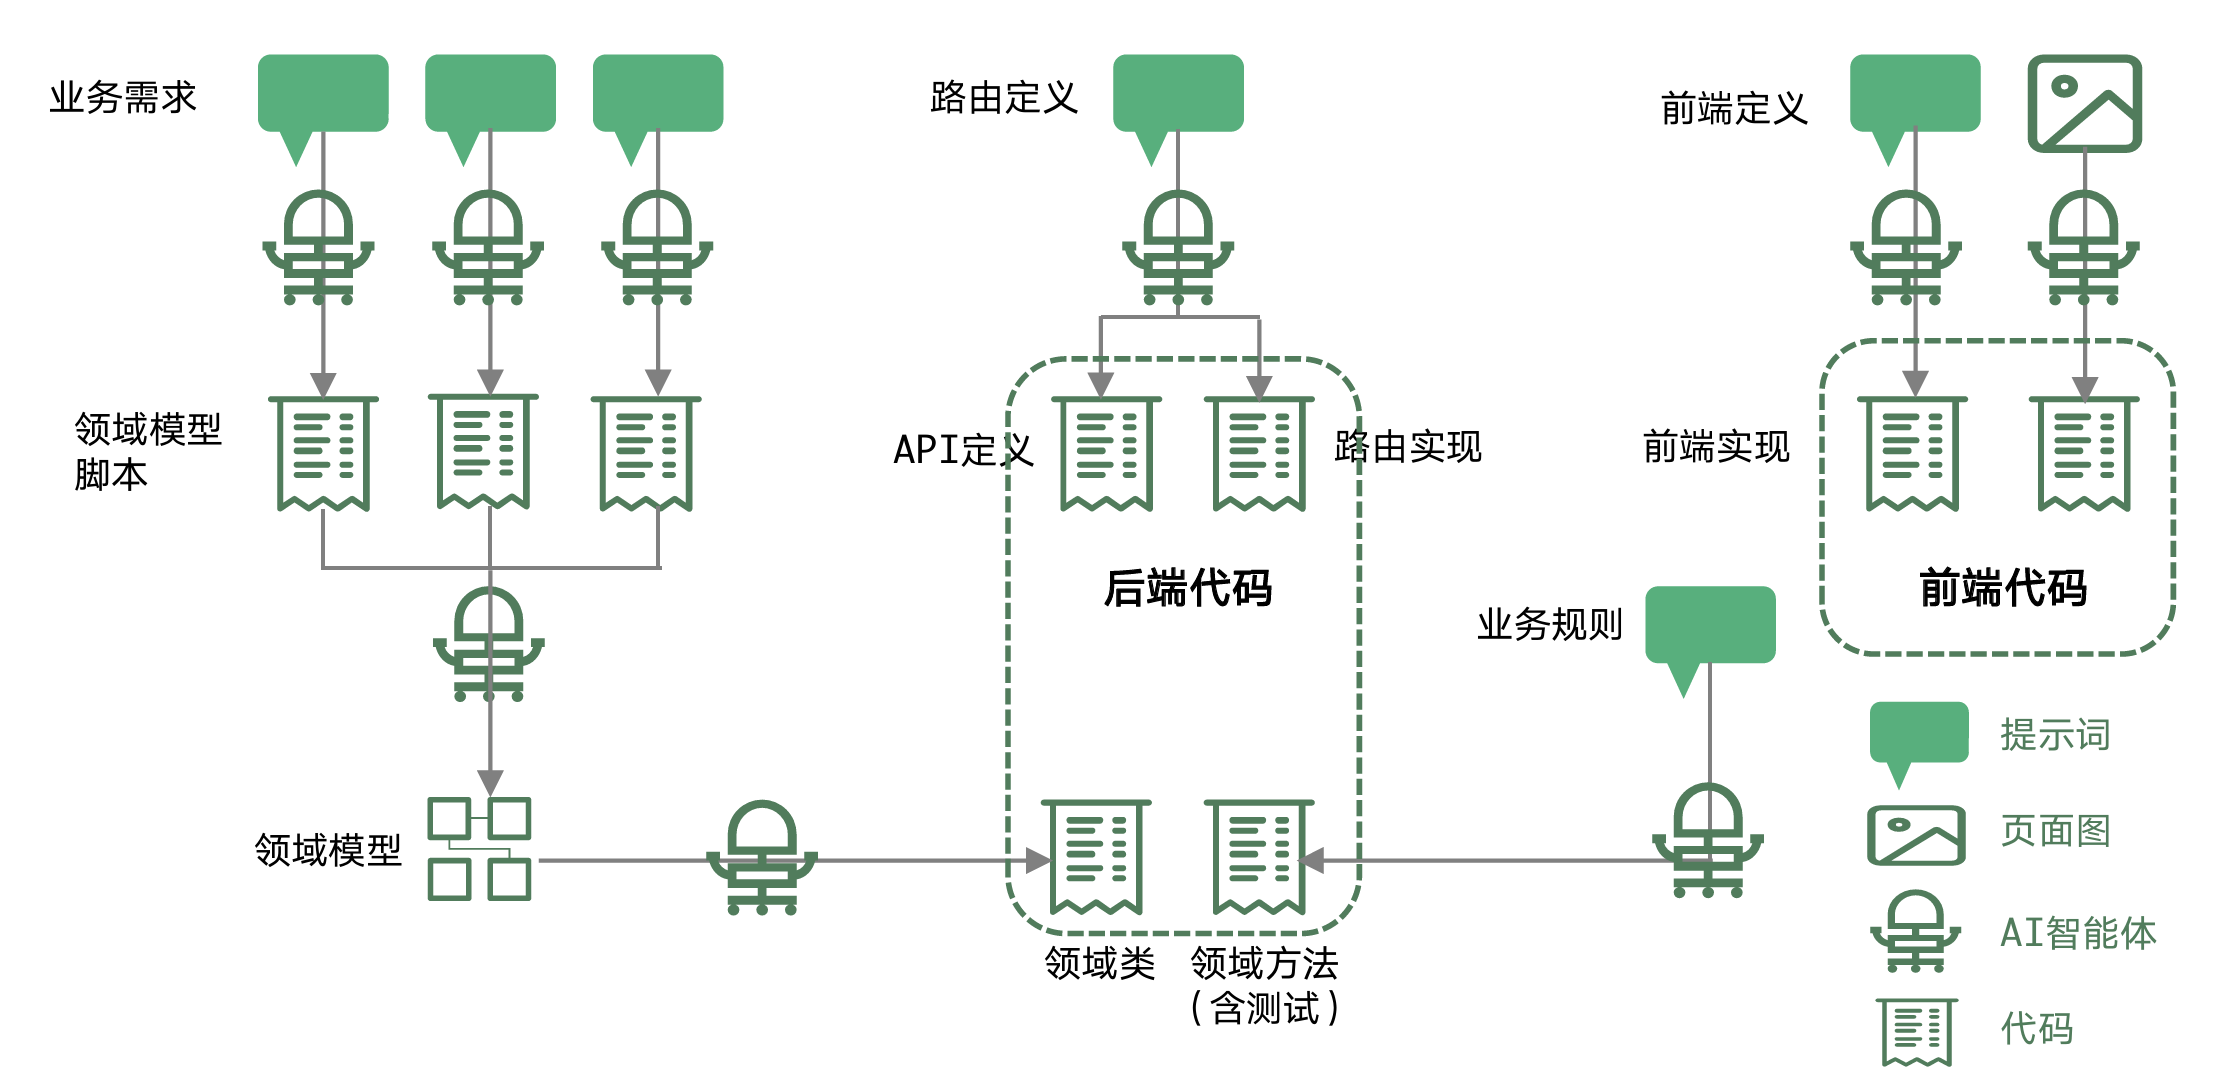 业务需求
路由定义
前端定义
领域模型
脚本
API定义
路由实现
前端实现
后端代码
前端代码
业务规则
提示词
页面图
领域模型
AI智能体
领域类
领域方法
(含测试)
代码